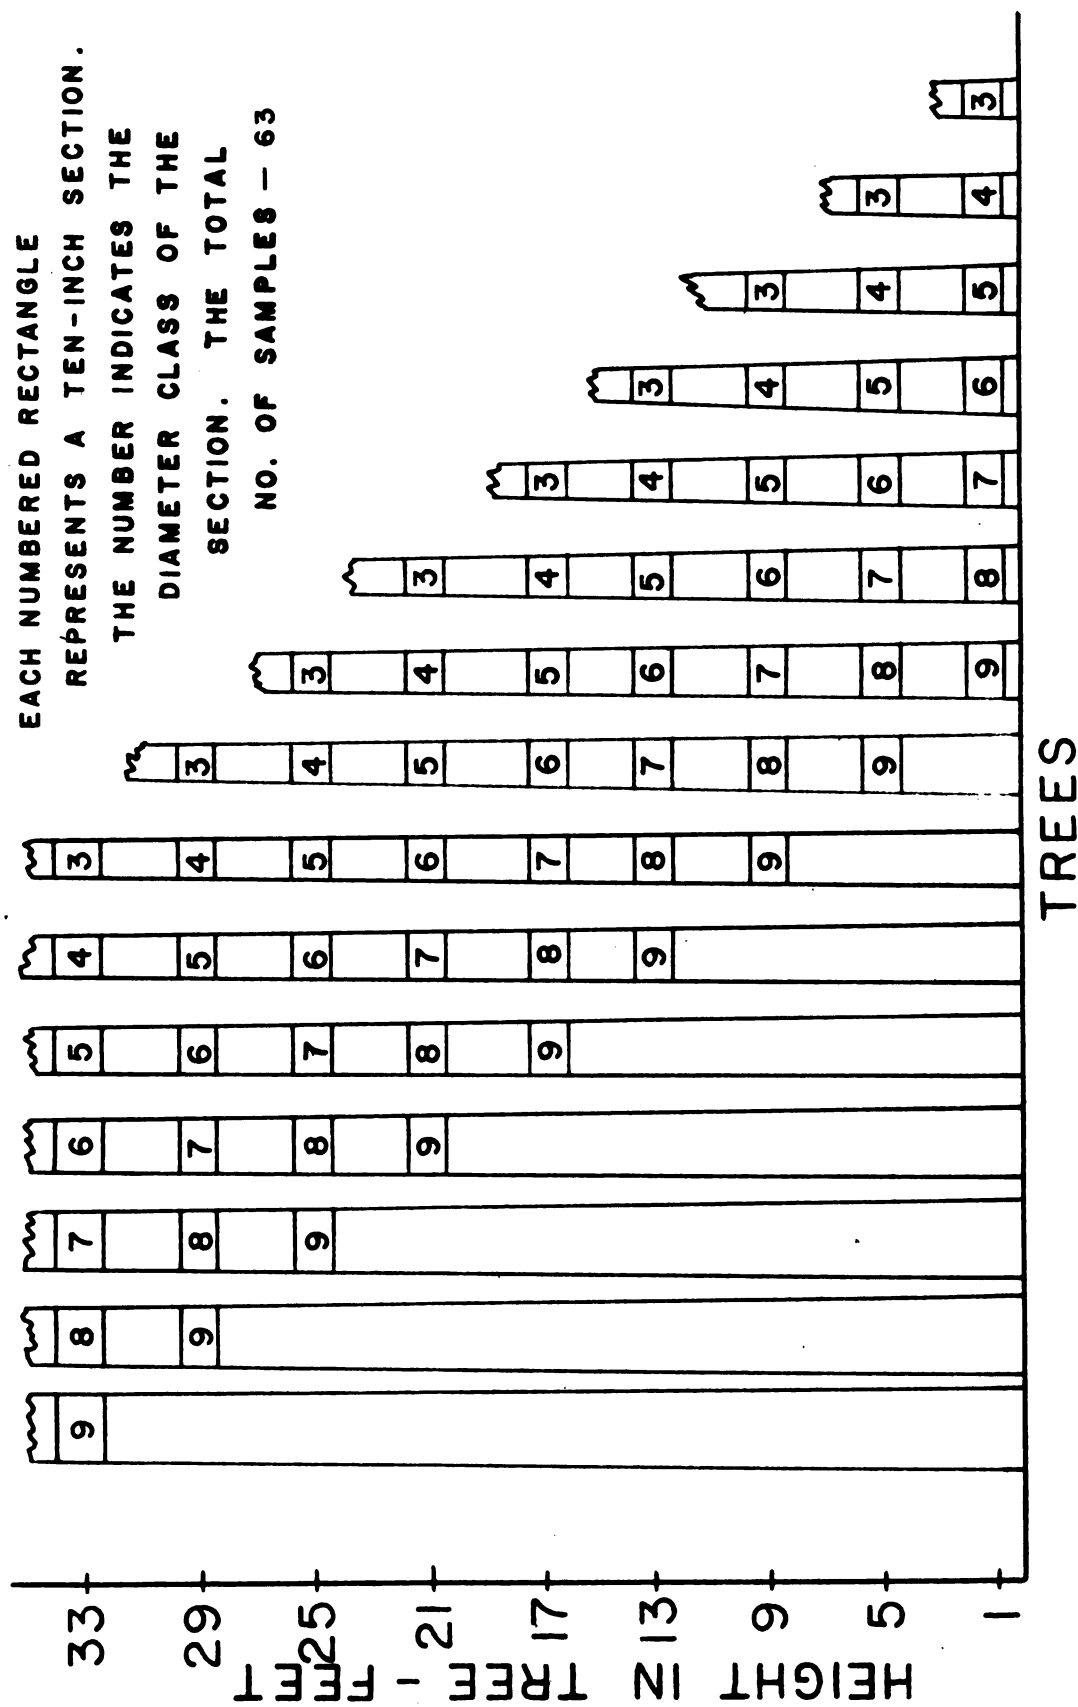 EACH NUMBERED RECTANGLE
REPRESENTS A TEN-INCH SECTION.
THE NUMBER INDICATES THE
DIAMETER CLASS OF THE
SECTION. THE TOTAL
NO. OF SAMPLES – 63
HEIGHT IN TREE - FEET
33 9 8 7 6 5 4 3
29 9 8 7 6 5 4 3
25 9 8 7 6 5 4 3
21 9 8 7 6 5 4 3
17 9 8 7 6 5 4 3
13 9 8 7 6 5 4 3
9 9 8 7 6 5 4 3
5 9 8 7 6 5 4 3
1 9 8 7 6 5 4 3
TREES